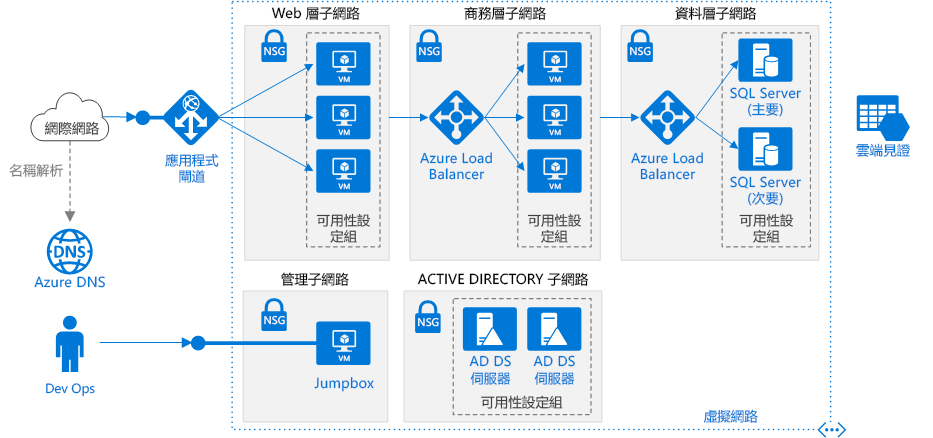 Web 層子網路
商務層子網路
資料層子網路
NSG
NSG
NSG
VM
VM
VM
VM
VM
VM
SQL Server
(主要)
SQL Server
(次要)
網際網路
應用程式
閘道
Azure Load
Balancer
Azure Load
Balancer
雲端見證
名稱解析
可用性設
定組
可用性設
定組
可用性設
定組
DNS
Azure DNS
管理子網路
ACTIVE DIRECTORY 子網路
NSG
NSG
VM
Jumpbox
AD DS
伺服器
AD DS
伺服器
可用性設定組
Dev Ops
虛擬網路